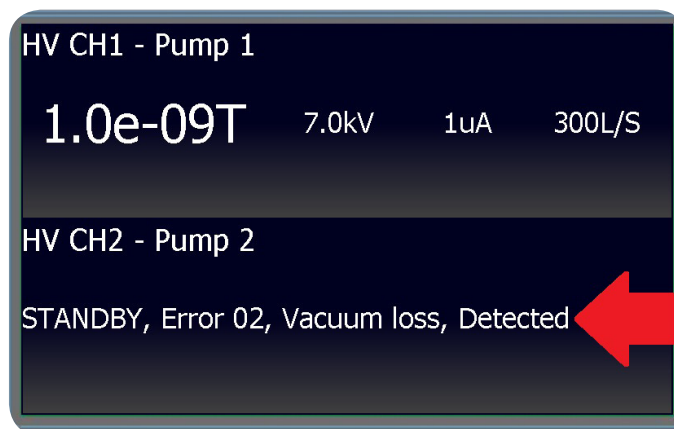 HV CH1 - Pump 1
1.0e-09T 7.0kV 1uA 300L/S
HV CH2 - Pump 2
STANDBY, Error 02, Vacuum loss, Detected